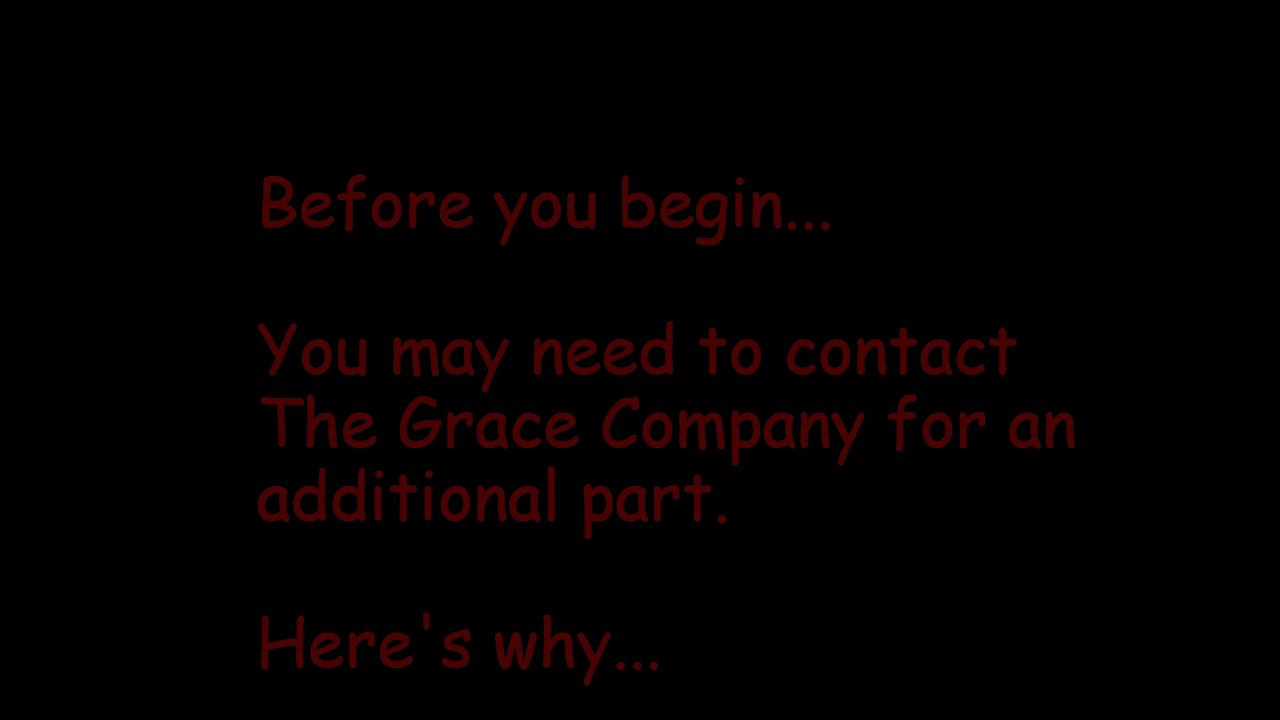 Before you begin...
You may need to contact
The Grace Company for an
additional part.
Here's why...